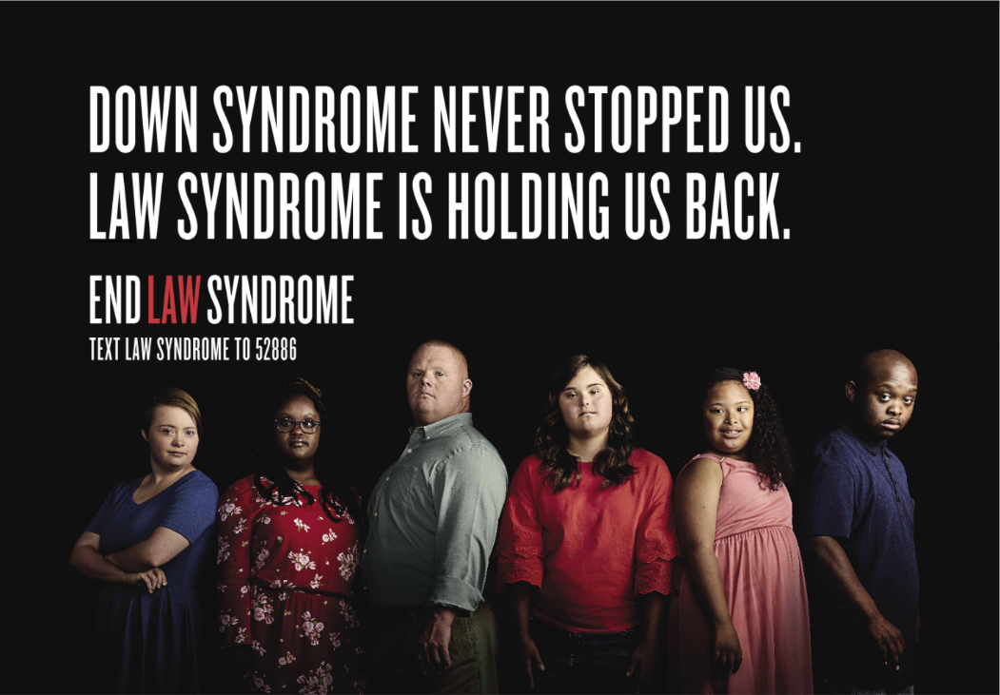 DOWN SYNDROME NEVER STOPPED US.
LAW SYNDROME IS HOLDING US BACK.
END LAW SYNDROME
TEXT LAW SYNDROME TO 52886